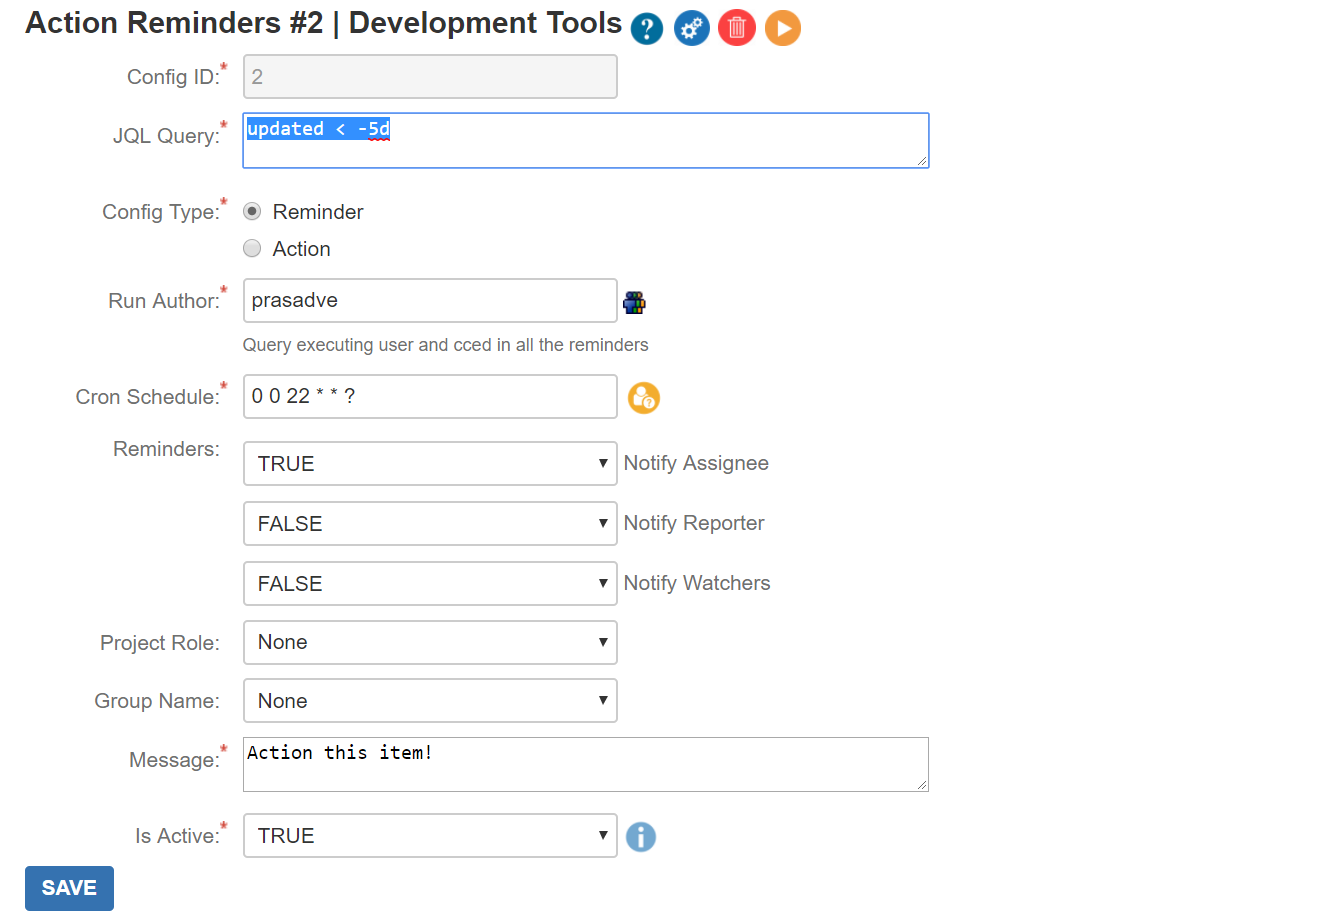 Action Reminders #2 | Development Tools
Config ID:* 2
JQL Query:* updated < -5d
Config Type:* Reminder
Action
Run Author:* prasadve
Query executing user and cced in all the reminders
Cron Schedule:* 0 0 22 * * ?
Reminders: TRUE Notify Assignee
FALSE Notify Reporter
FALSE Notify Watchers
Project Role: None
Group Name: None
Message:* Action this item!
Is Active:* TRUE
SAVE